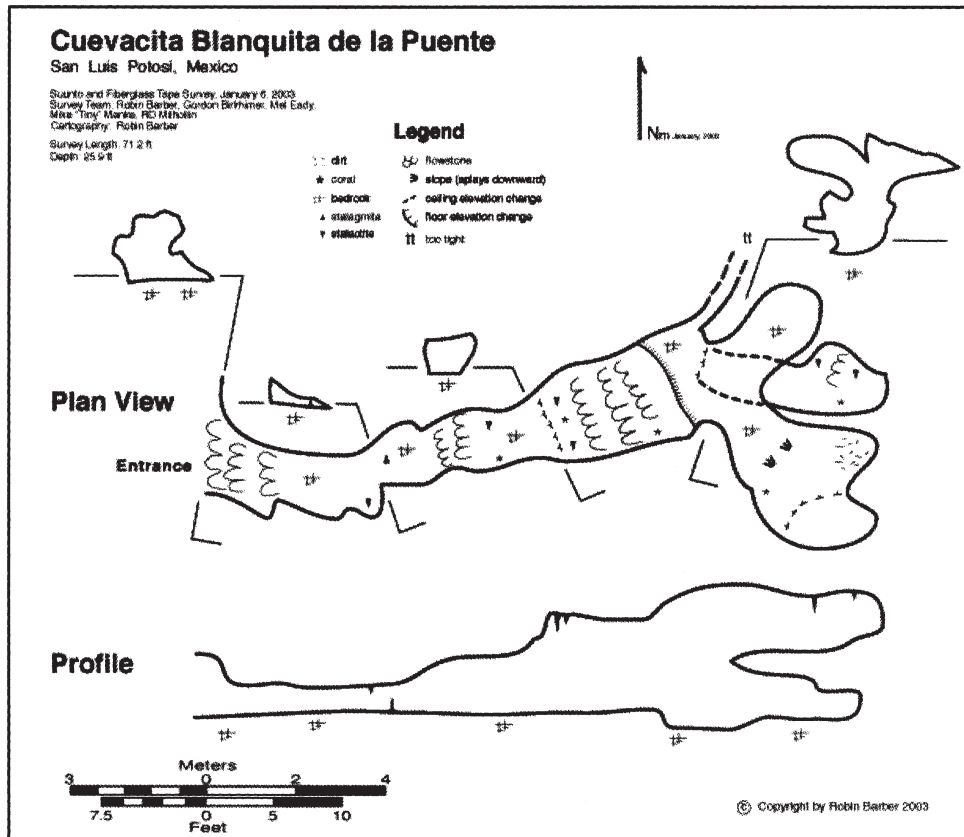 Cuevacita Blanquita de la Puente
San Luis Potosi, Mexico
Suunto and Fiberglass Tape Survey, January 6, 2003
Survey Team: Robin Barber, Gordon Birkhimer, Mel Eady,
Mike "Tiny" Manke, RD Milhollin
Cartography: Robin Barber
Survey Length: 71.2 ft
Depth: 25.9 ft
Nm January, 2003
Legend
dirt
coral
bedrock
stalagmite
stalactite
flowstone
slope (splays downward)
ceiling elevation change
floor elevation change
tt too tight
tt
Plan View
Entrance
Profile
Meters
3 0 2 4
7.5 0 5 10
Feet
© Copyright by Robin Barber 2003